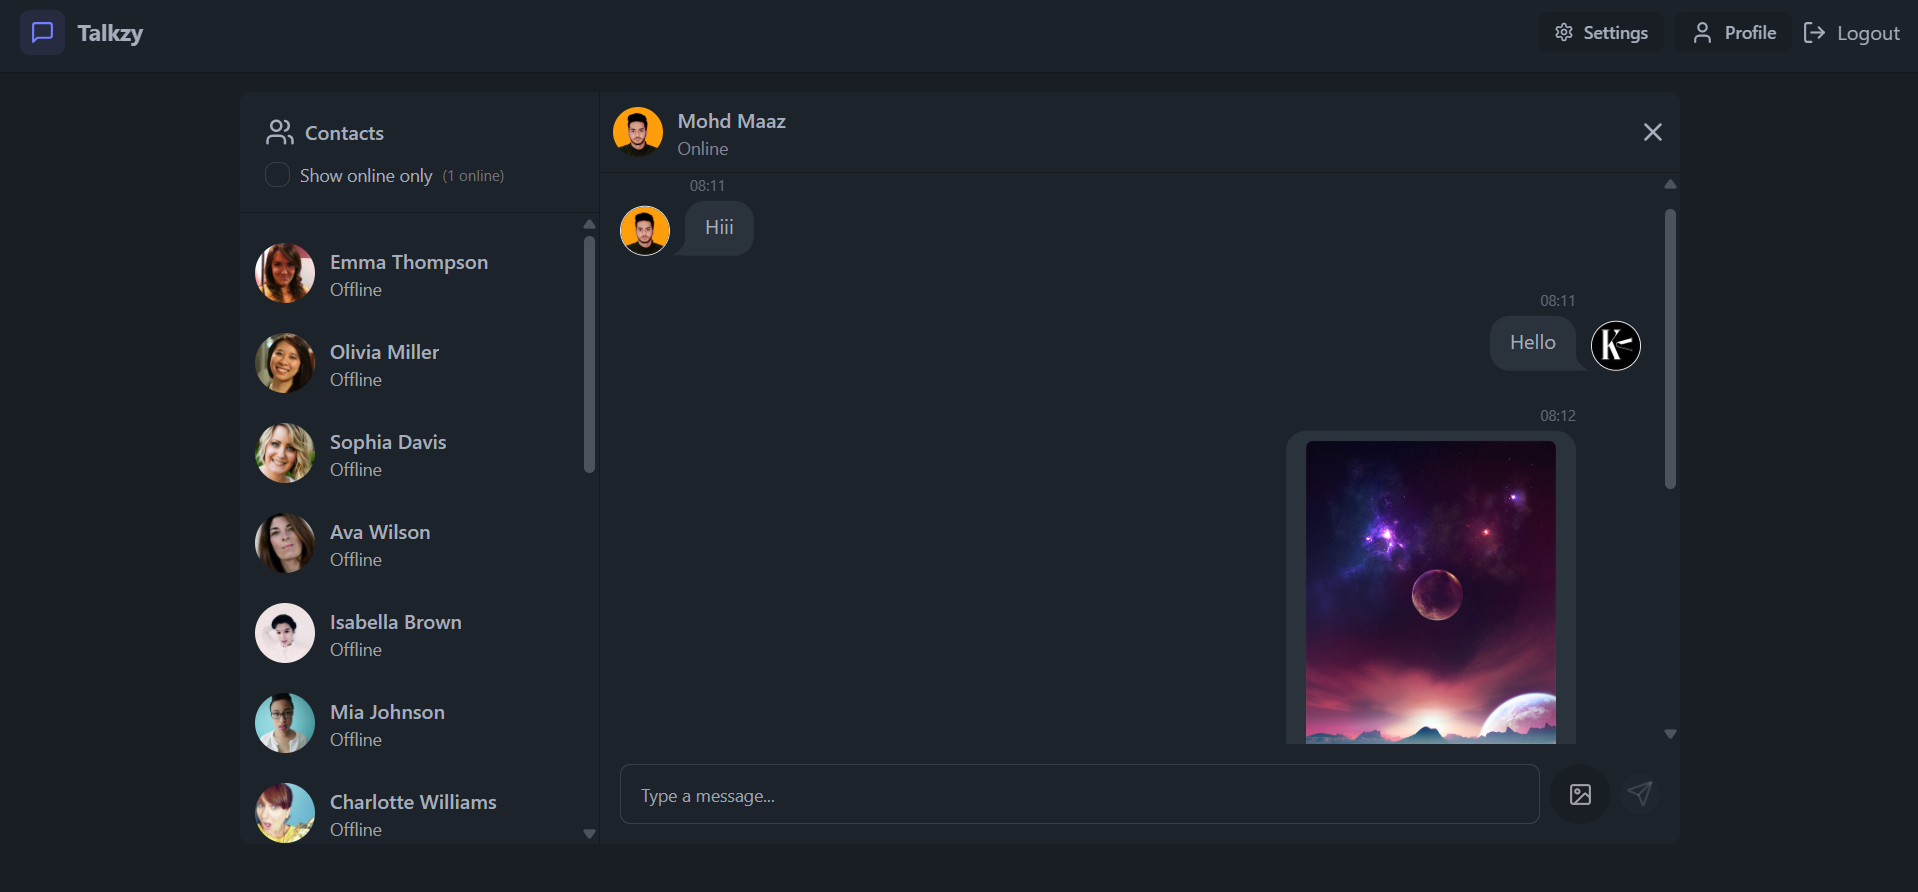 Talkzy
Settings
Profile
Logout
Contacts
Show online only (1 online)
Emma Thompson
Offline
Olivia Miller
Offline
Sophia Davis
Offline
Ava Wilson
Offline
Isabella Brown
Offline
Mia Johnson
Offline
Charlotte Williams
Offline
Mohd Maaz
Online
08:11
Hiii
08:11
Hello
K
08:12
Type a message...